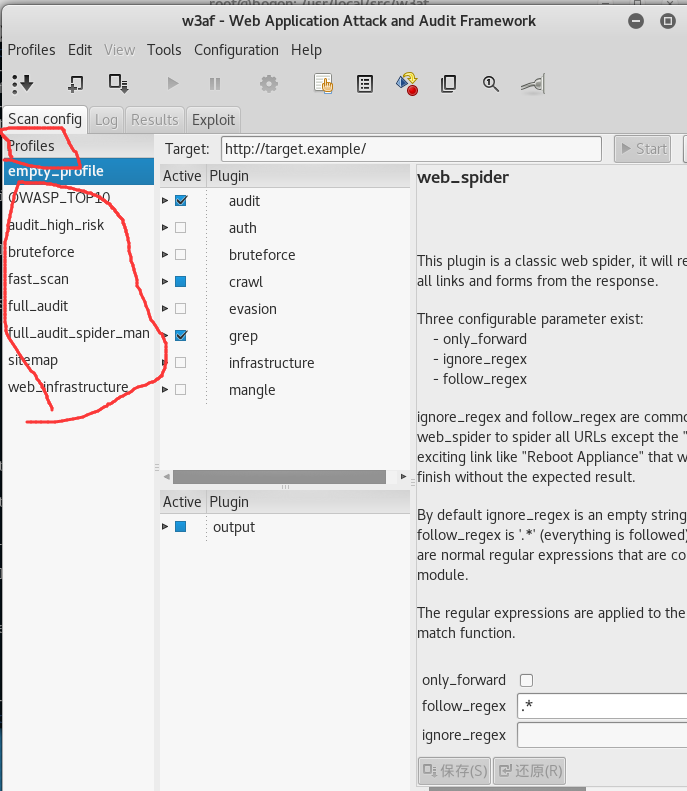 root@bogon: /usr/local/src/w3af
w3af - Web Application Attack and Audit Framework
Profiles Edit View Tools Configuration Help
Scan config Log Results Exploit
Profiles
empty_profile
OWASP_TOP10
audit_high_risk
bruteforce
fast_scan
full_audit
full_audit_spider_man
sitemap
web_infrastructure
Target: http://target.example/ Start
Active Plugin
audit
auth
bruteforce
crawl
evasion
grep
infrastructure
mangle
Active Plugin
output
web_spider
This plugin is a classic web spider, it will re
all links and forms from the response.
Three configurable parameter exist:
- only_forward
- ignore_regex
- follow_regex
ignore_regex and follow_regex are commo
web_spider to spider all URLs except the "
exciting link like "Reboot Appliance" that w
finish without the expected result.
By default ignore_regex is an empty string
follow_regex is '.*' (everything is followed)
are normal regular expressions that are co
module.
The regular expressions are applied to the
match function.
only_forward
follow_regex .*
ignore_regex
保存(S) 还原(R)